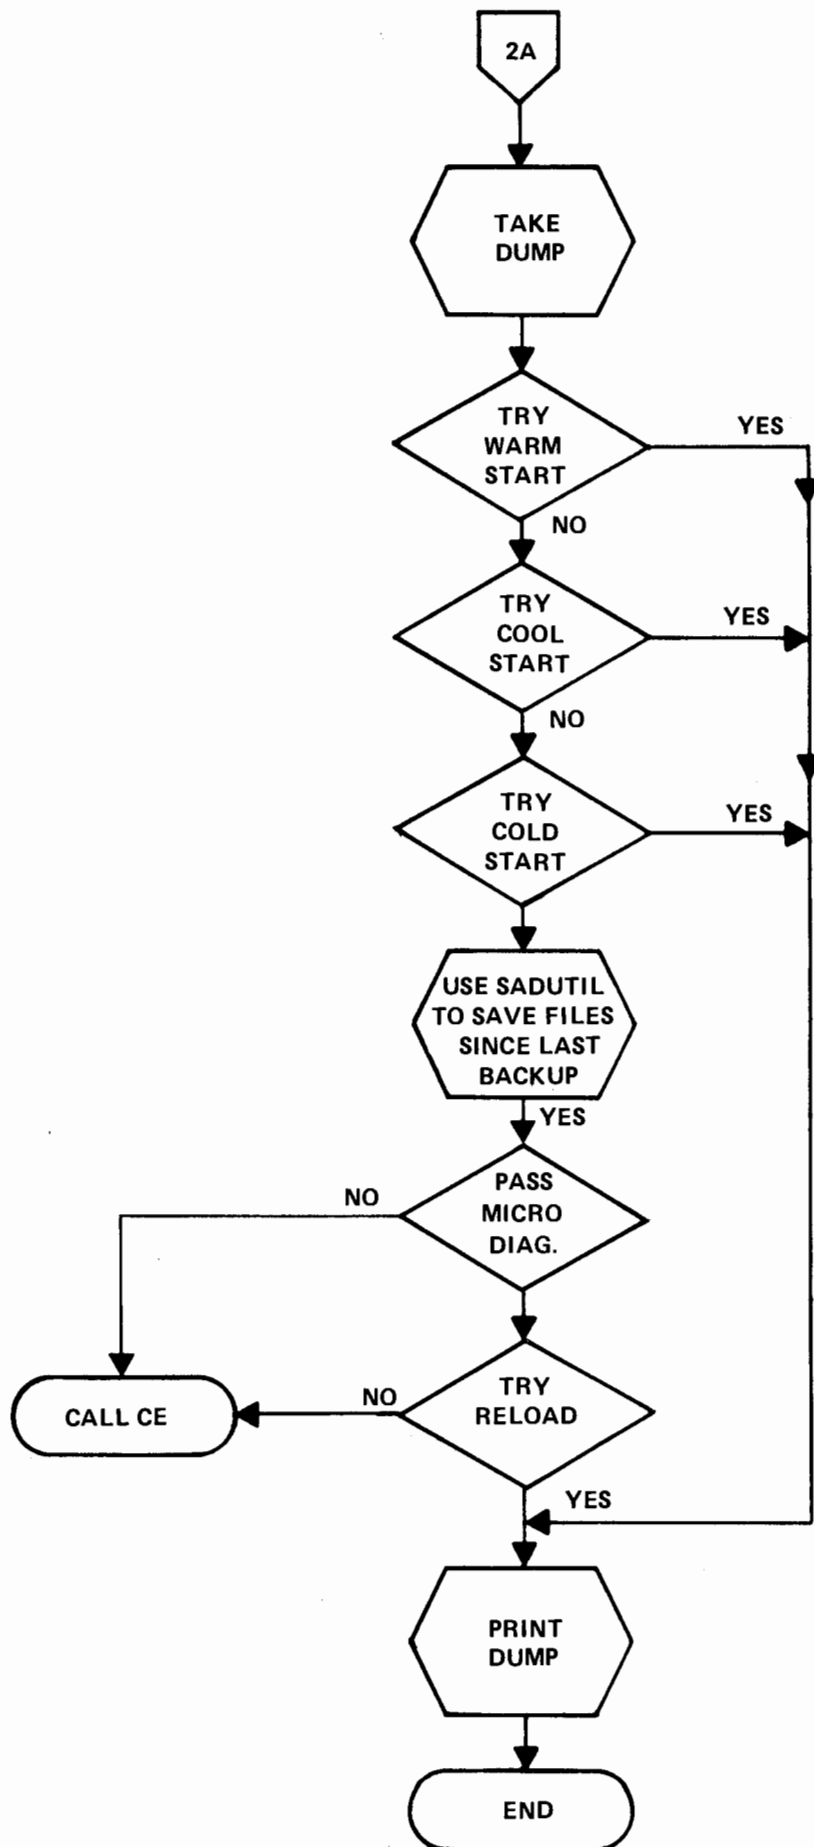 2A
TAKE
DUMP
TRY
WARM
START
YES
NO
TRY
COOL
START
YES
NO
TRY
COLD
START
YES
USE SADUTIL
TO SAVE FILES
SINCE LAST
BACKUP
YES
PASS
MICRO
DIAG.
NO
CALL CE
NO
TRY
RELOAD
YES
PRINT
DUMP
END